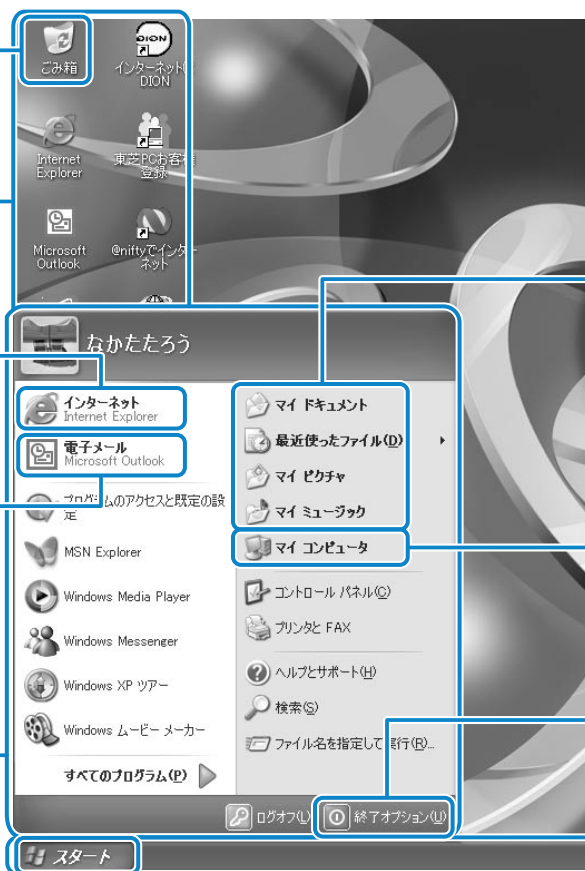 ごみ箱
DION
インターネット
DION
Internet
Explorer
東芝PCお客様
登録
Microsoft
Outlook
@niftyでインター
ネット
なかたたろう
インターネット
Internet Explorer
電子メール
Microsoft Outlook
プログラムのアクセスと既定の設
定
MSN Explorer
Windows Media Player
Windows Messenger
Windows XP ツアー
Windows ムービー メーカー
すべてのプログラム(P)
マイ ドキュメント
最近使ったファイル(D)
マイ ピクチャ
マイ ミュージック
マイ コンピュータ
コントロール パネル(C)
プリンタと FAX
ヘルプとサポート(H)
検索(S)
ファイル名を指定して実行(R)...
ログオフ(L)
終了オプション(U)
スタート